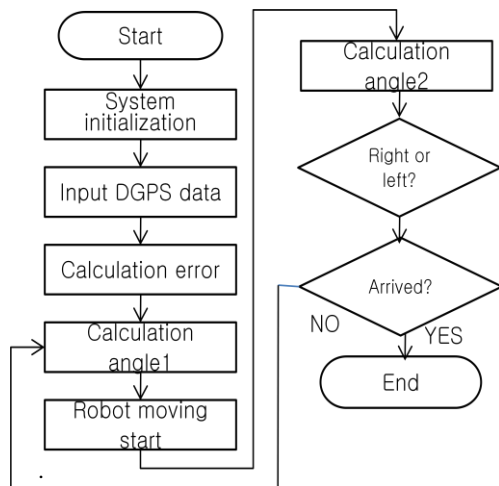 Start
System
initialization
Input DGPS data
Calculation error
Calculation
angle1
Robot moving
start
Calculation
angle2
Right or
left?
Arrived?
NO
YES
End